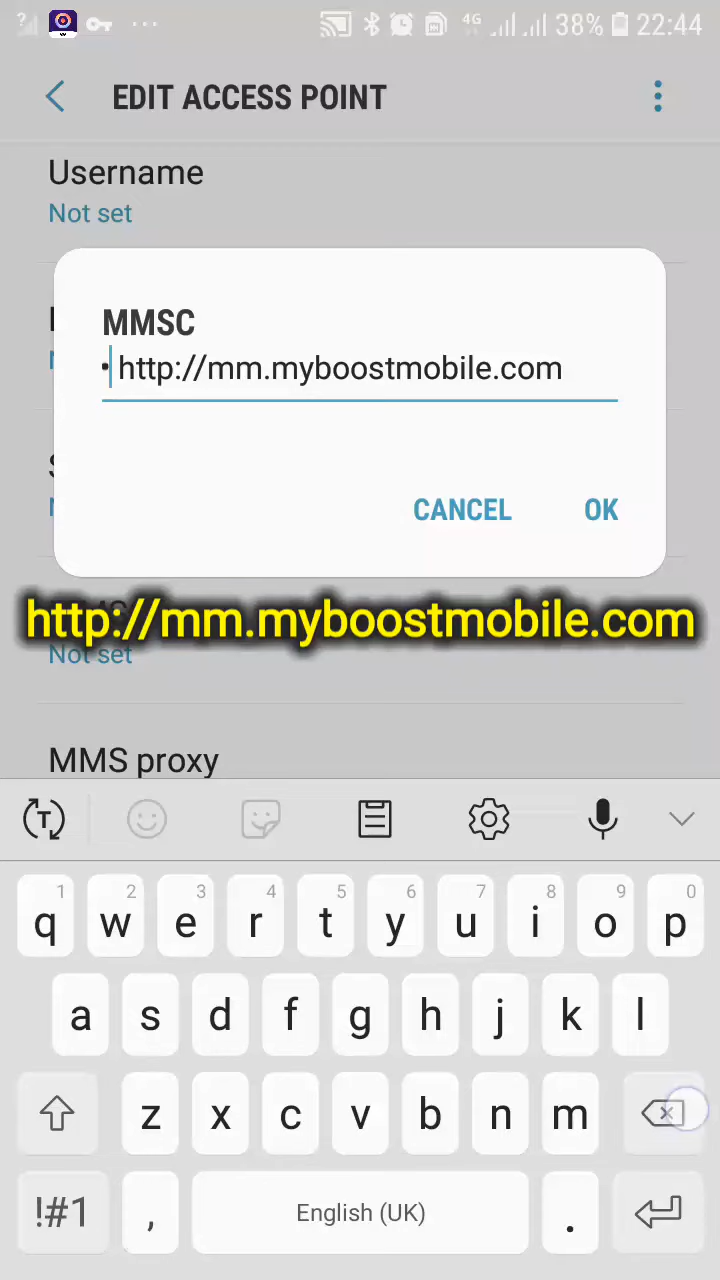 ? 4G 38% 22:44
EDIT ACCESS POINT
Username
Not set
MMSC
• http://mm.myboostmobile.com
CANCEL OK
http://mm.myboostmobile.com
Not set
MMS proxy
T
1 2 3 4 5 6 7 8 9 0
q w e r t y u i o p
a s d f g h j k l
z x c v b n m
!#1 , English (UK) .